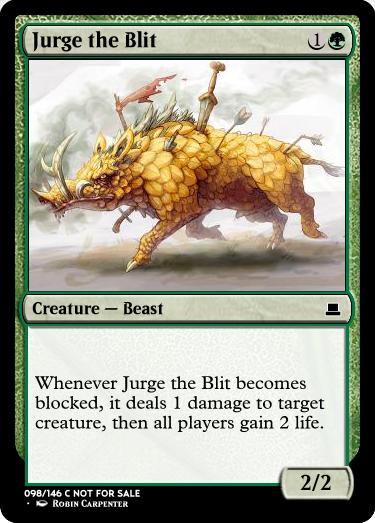 Jurge the Blit 1
Creature — Beast
Whenever Jurge the Blit becomes
blocked, it deals 1 damage to target
creature, then all players gain 2 life.
2/2
098/146 C NOT FOR SALE
· Robin Carpenter